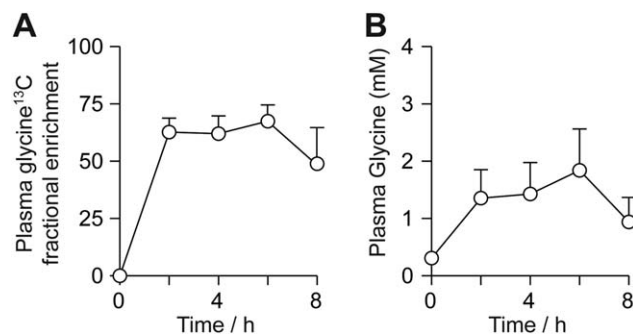 A
Plasma glycine¹³C
fractional enrichment
100
75
50
25
0
0 4 8
Time / h
B
Plasma Glycine (mM)
4
3
2
1
0
0 4 8
Time / h